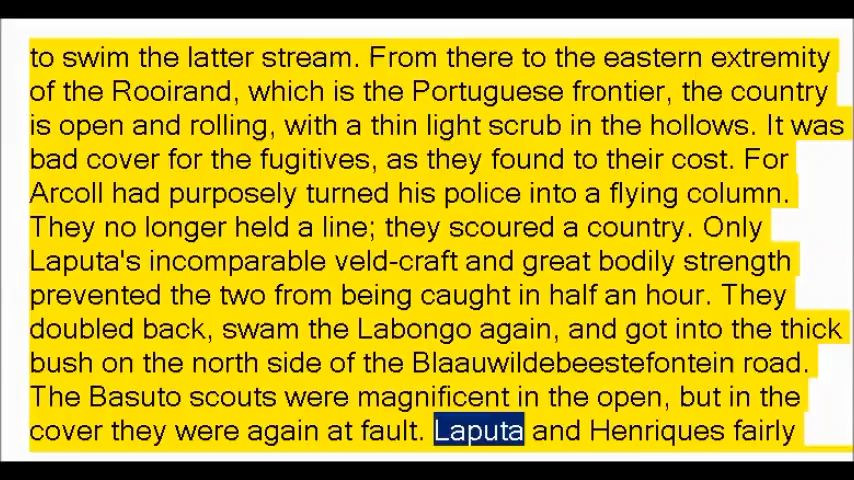 to swim the latter stream. From there to the eastern extremity
of the Rooirand, which is the Portuguese frontier, the country
is open and rolling, with a thin light scrub in the hollows. It was
bad cover for the fugitives, as they found to their cost. For
Arcoll had purposely turned his police into a flying column.
They no longer held a line; they scoured a country. Only
Laputa's incomparable veld-craft and great bodily strength
prevented the two from being caught in half an hour. They
doubled back, swam the Labongo again, and got into the thick
bush on the north side of the Blaauwildebeestefontein road.
The Basuto scouts were magnificent in the open, but in the
cover they were again at fault. Laputa and Henriques fairly